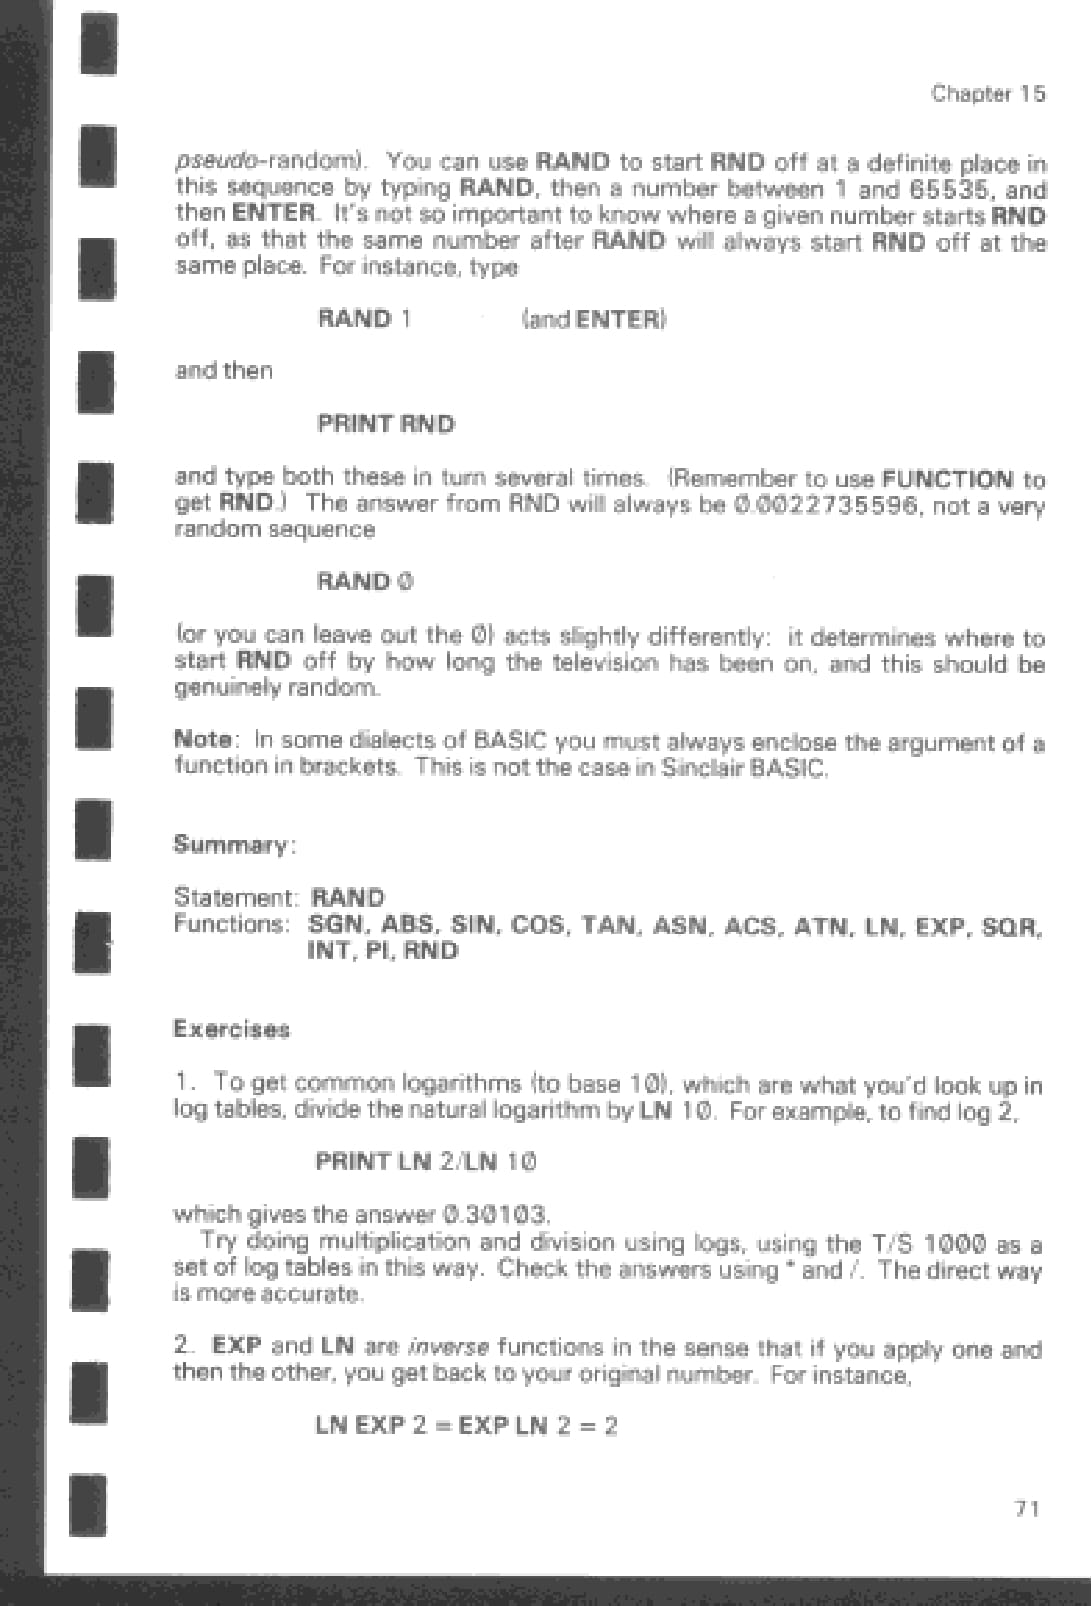 Chapter 15
pseudo-random). You can use RAND to start RND off at a definite place in
this sequence by typing RAND, then a number between 1 and 65535, and
then ENTER. It's not so important to know where a given number starts RND
off, as that the same number after RAND will always start RND off at the
same place. For instance, type
RAND 1 (and ENTER)
and then
PRINT RND
and type both these in turn several times. (Remember to use FUNCTION to
get RND.) The answer from RND will always be 0.0022735596, not a very
random sequence
RAND 0
(or you can leave out the 0) acts slightly differently: it determines where to
start RND off by how long the television has been on, and this should be
genuinely random.
Note: In some dialects of BASIC you must always enclose the argument of a
function in brackets. This is not the case in Sinclair BASIC.
Summary:
Statement: RAND
Functions: SGN, ABS, SIN, COS, TAN, ASN, ACS, ATN, LN, EXP, SQR,
INT, PI, RND
Exercises
1. To get common logarithms (to base 10), which are what you'd look up in
log tables, divide the natural logarithm by LN 10. For example, to find log 2,
PRINT LN 2/LN 10
which gives the answer 0.30103.
Try doing multiplication and division using logs, using the T/S 1000 as a
set of log tables in this way. Check the answers using * and /. The direct way
is more accurate.
2. EXP and LN are inverse functions in the sense that if you apply one and
then the other, you get back to your original number. For instance,
LN EXP 2 = EXP LN 2 = 2
71